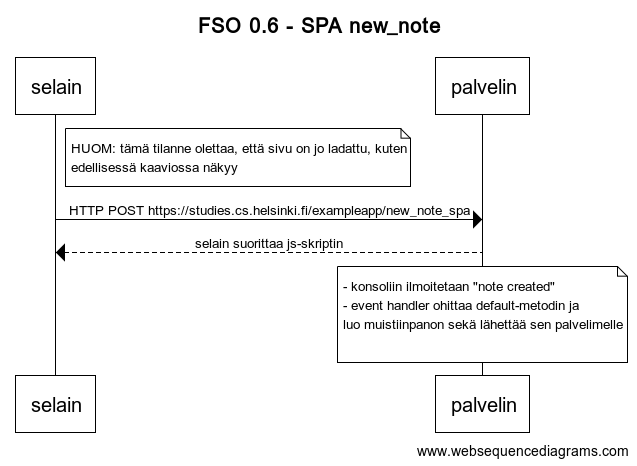 FSO 0.6 - SPA new_note
selain
palvelin
HUOM: tämä tilanne olettaa, että sivu on jo ladattu, kuten
edellisessä kaaviossa näkyy
HTTP POST https://studies.cs.helsinki.fi/exampleapp/new_note_spa
selain suorittaa js-skriptin
- konsoliin ilmoitetaan "note created"
- event handler ohittaa default-metodin ja
luo muistiinpanon sekä lähettää sen palvelimelle
selain
palvelin
www.websequencediagrams.com